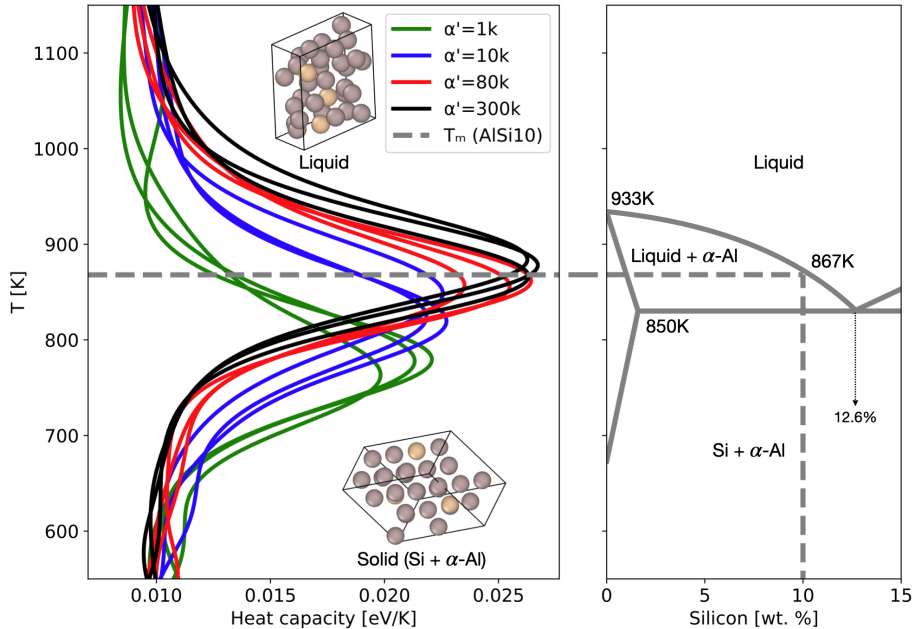 1100
1000
900
800
700
600
T [K]
0.010
0.015
0.020
0.025
Heat capacity [eV/K]
α'=1k
α'=10k
α'=80k
α'=300k
Tₘ (AlSi10)
Liquid
Solid (Si + α-Al)
Liquid
933K
Liquid + α-Al
867K
850K
12.6%
Si + α-Al
0
5
10
15
Silicon [wt. %]